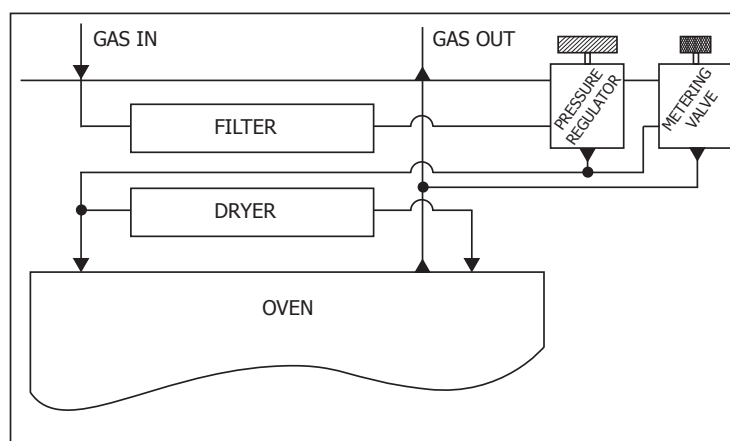 GAS IN
GAS OUT
PRESSURE
REGULATOR
METERING
VALVE
FILTER
DRYER
OVEN